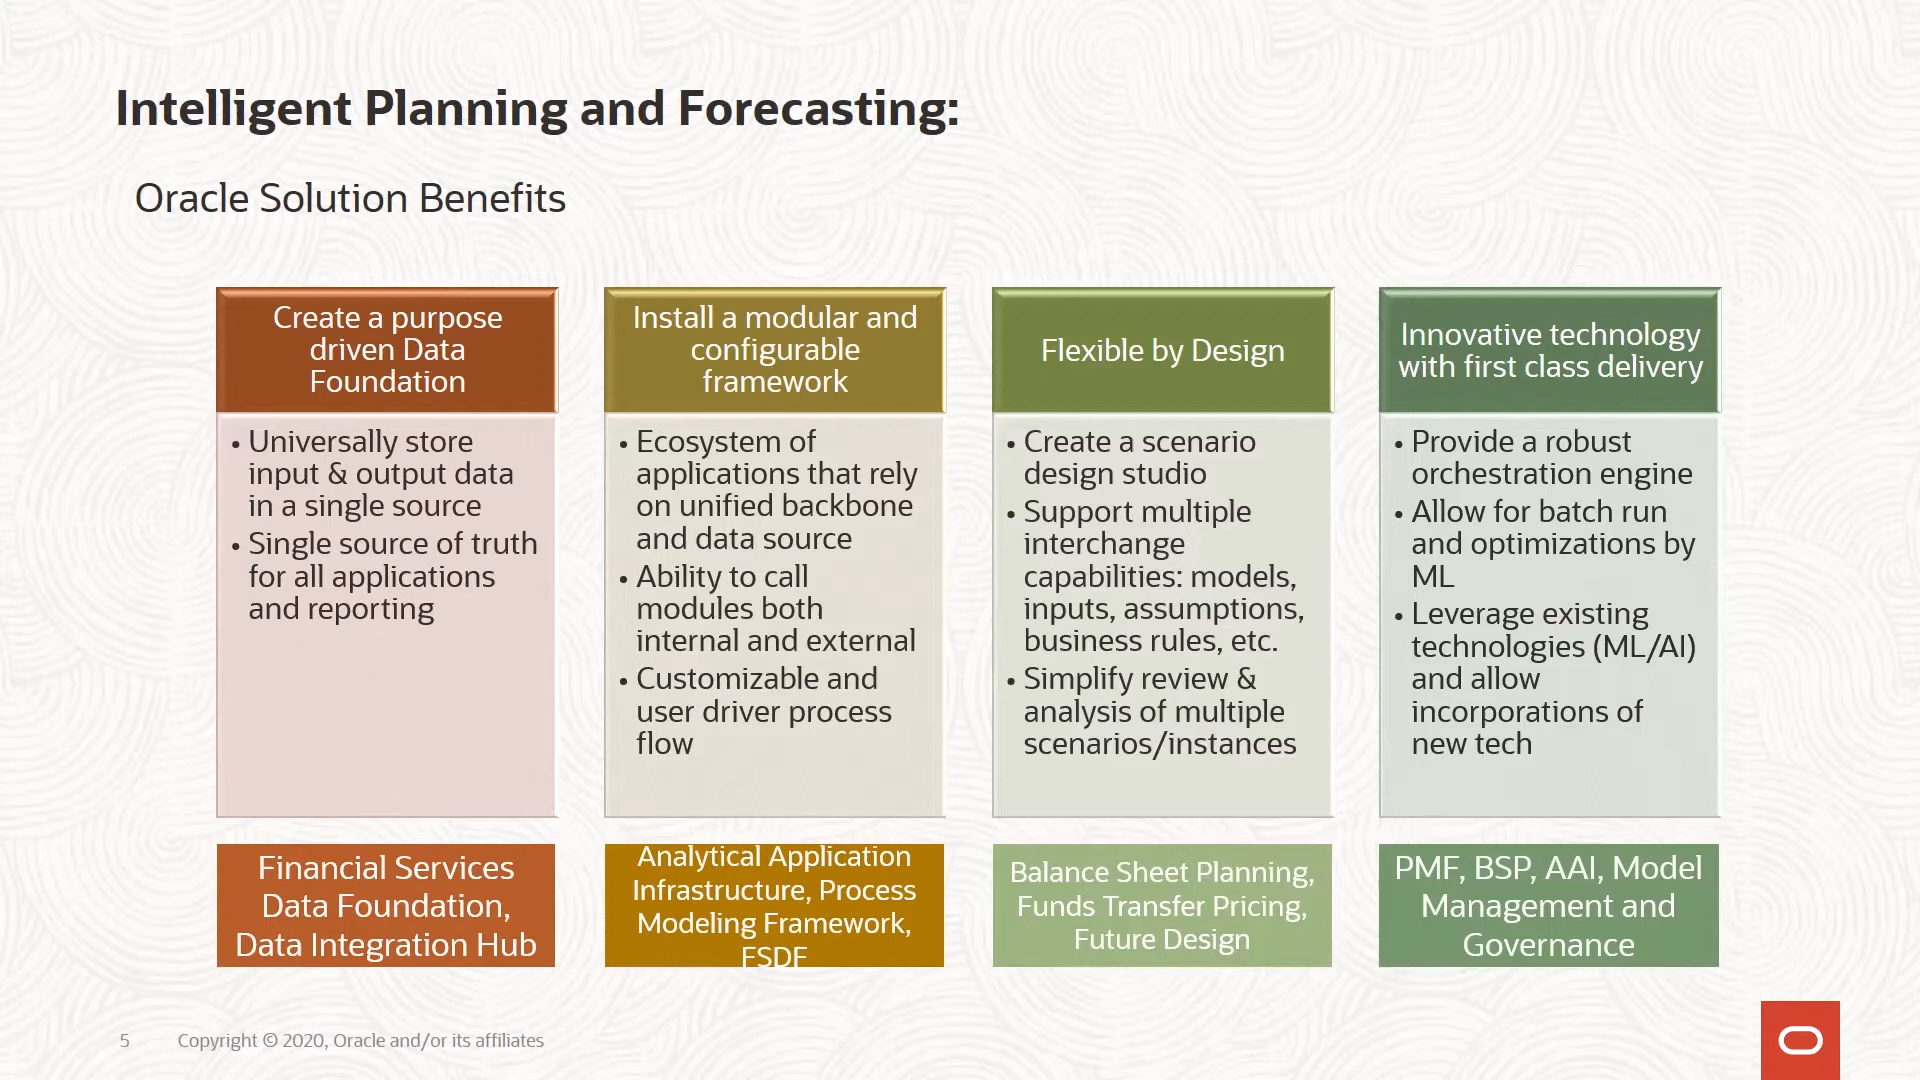 Intelligent Planning and Forecasting:
Oracle Solution Benefits
Create a purpose
driven Data
Foundation
• Universally store
input & output data
in a single source
• Single source of truth
for all applications
and reporting
Financial Services
Data Foundation,
Data Integration Hub
Install a modular and
configurable
framework
• Ecosystem of
applications that rely
on unified backbone
and data source
• Ability to call
modules both
internal and external
• Customizable and
user driver process
flow
Analytical Application
Infrastructure, Process
Modeling Framework,
FSDF
Flexible by Design
• Create a scenario
design studio
• Support multiple
interchange
capabilities: models,
inputs, assumptions,
business rules, etc.
• Simplify review &
analysis of multiple
scenarios/instances
Balance Sheet Planning,
Funds Transfer Pricing,
Future Design
Innovative technology
with first class delivery
• Provide a robust
orchestration engine
• Allow for batch run
and optimizations by
ML
• Leverage existing
technologies (ML/AI)
and allow
incorporations of
new tech
PMF, BSP, AAI, Model
Management and
Governance
5 Copyright © 2020, Oracle and/or its affiliates